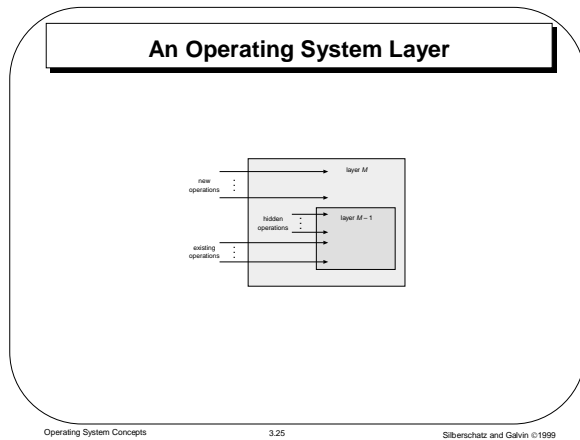 An Operating System Layer
layer M
new
operations
hidden
operations
layer M – 1
existing
operations
Operating System Concepts
3.25
Silberschatz and Galvin ©1999